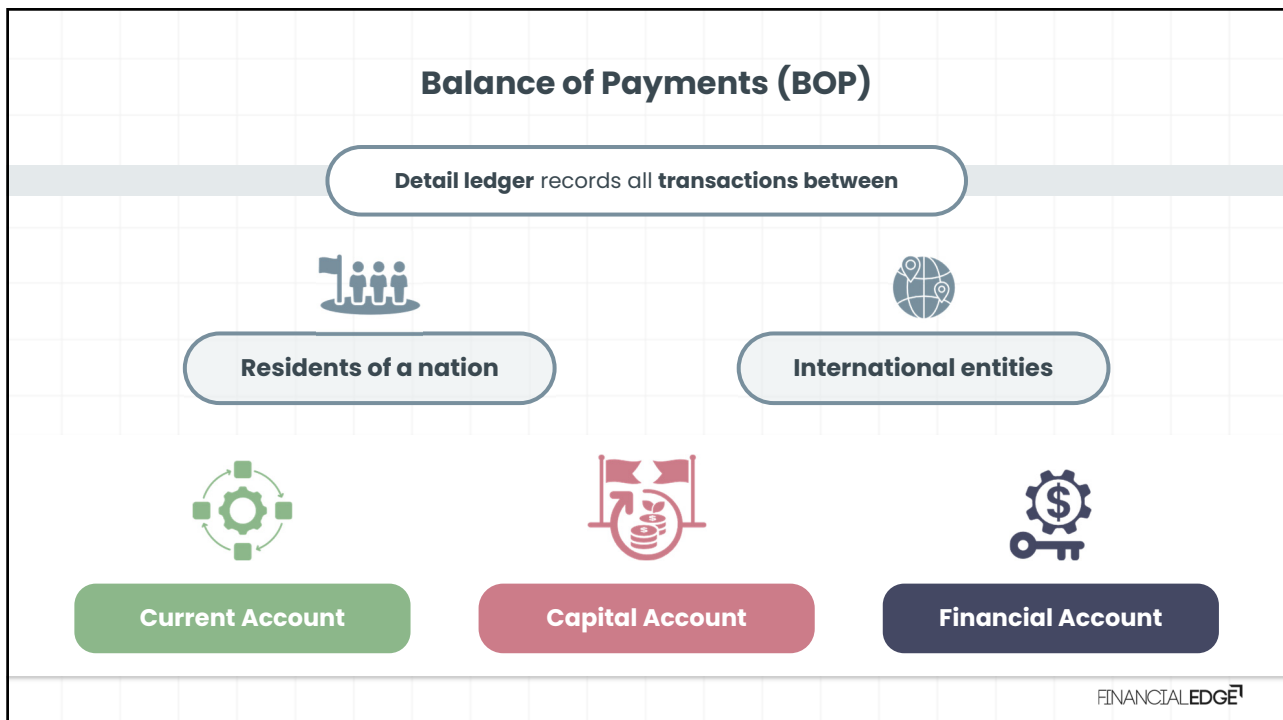 Balance of Payments (BOP)
Detail ledger records all transactions between
Residents of a nation
International entities
$
Current Account
Capital Account
Financial Account
FINANCIALEDGE